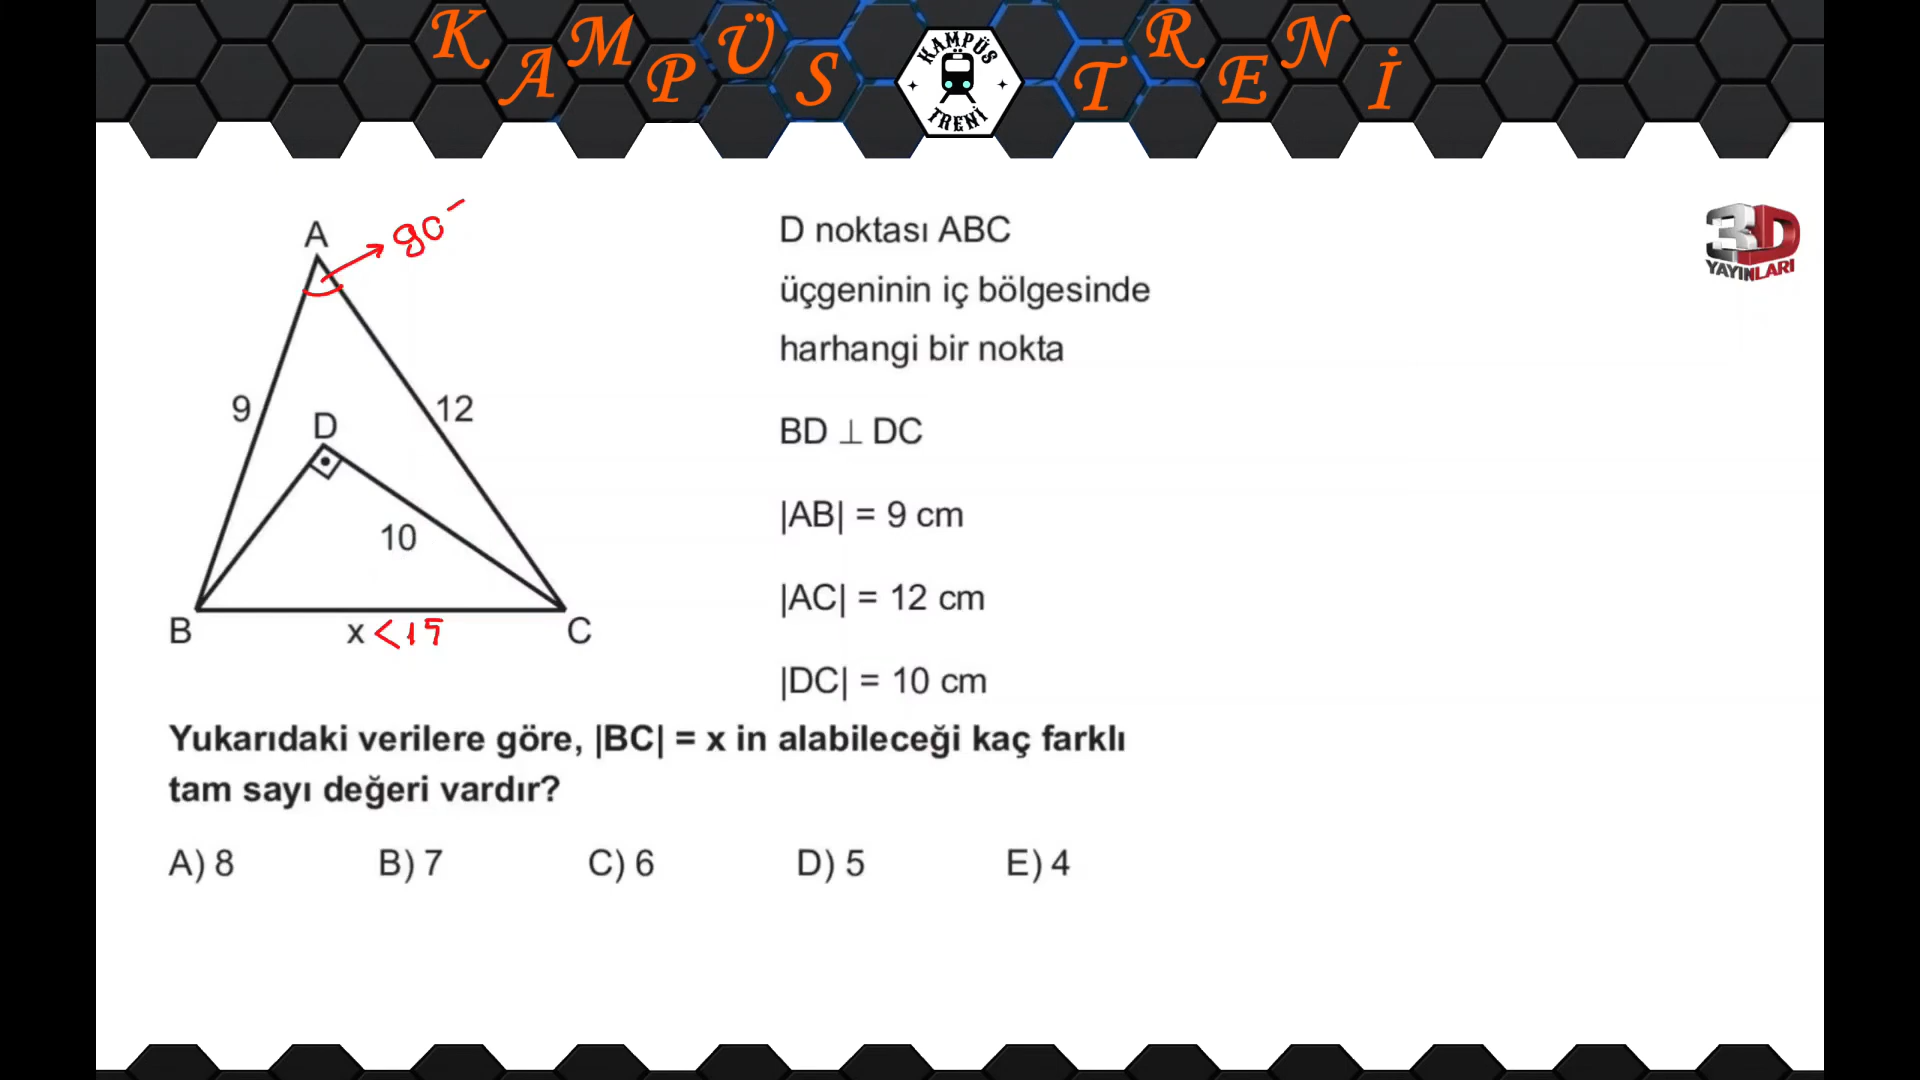 KAMPÜS TRENİ
KAMPÜS
TRENİ
3D
YAYINLARI
A
90-
9
12
D
10
B
x <15
C
D noktası ABC
üçgeninin iç bölgesinde
harhangi bir nokta
BD ⊥ DC
|AB| = 9 cm
|AC| = 12 cm
|DC| = 10 cm
Yukarıdaki verilere göre, |BC| = x in alabileceği kaç farklı
tam sayı değeri vardır?
A) 8 B) 7 C) 6 D) 5 E) 4